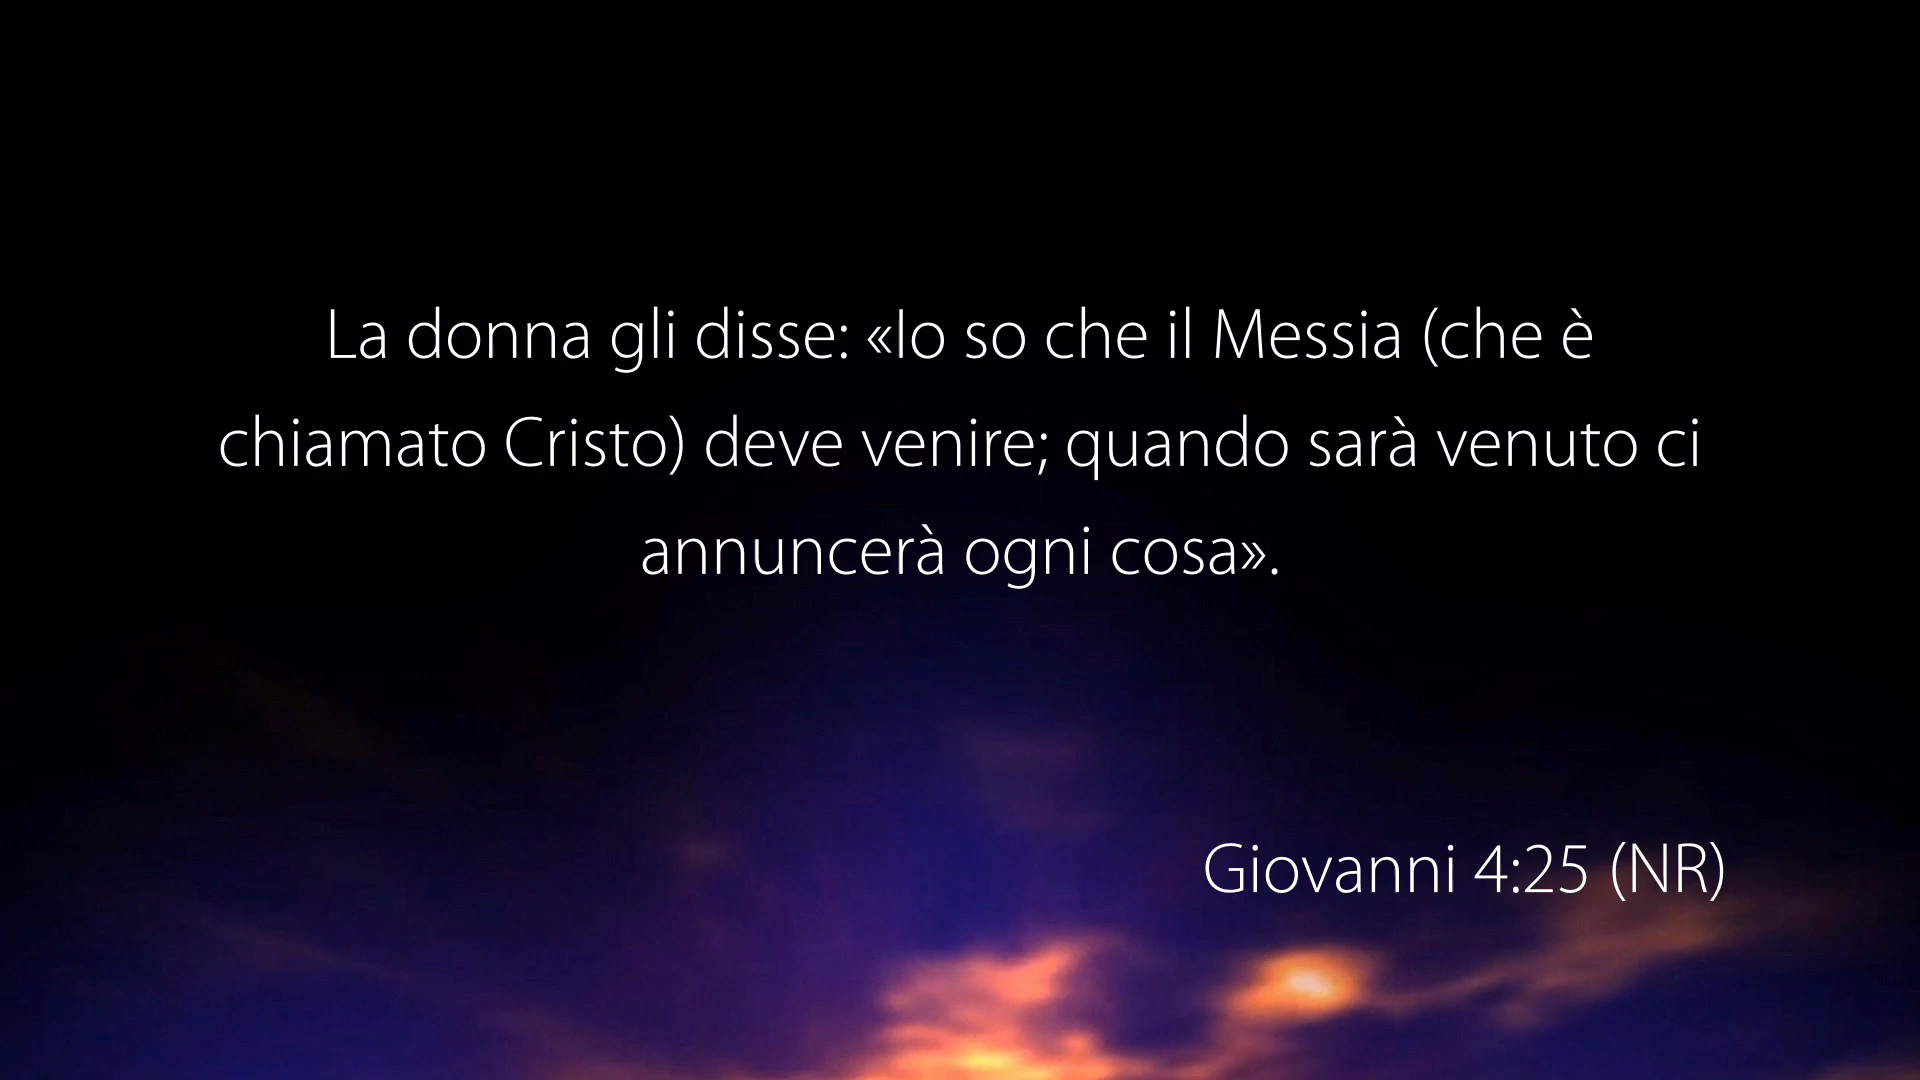 La donna gli disse: «Io so che il Messia (che è
chiamato Cristo) deve venire; quando sarà venuto ci
annuncerà ogni cosa».
Giovanni 4:25 (NR)